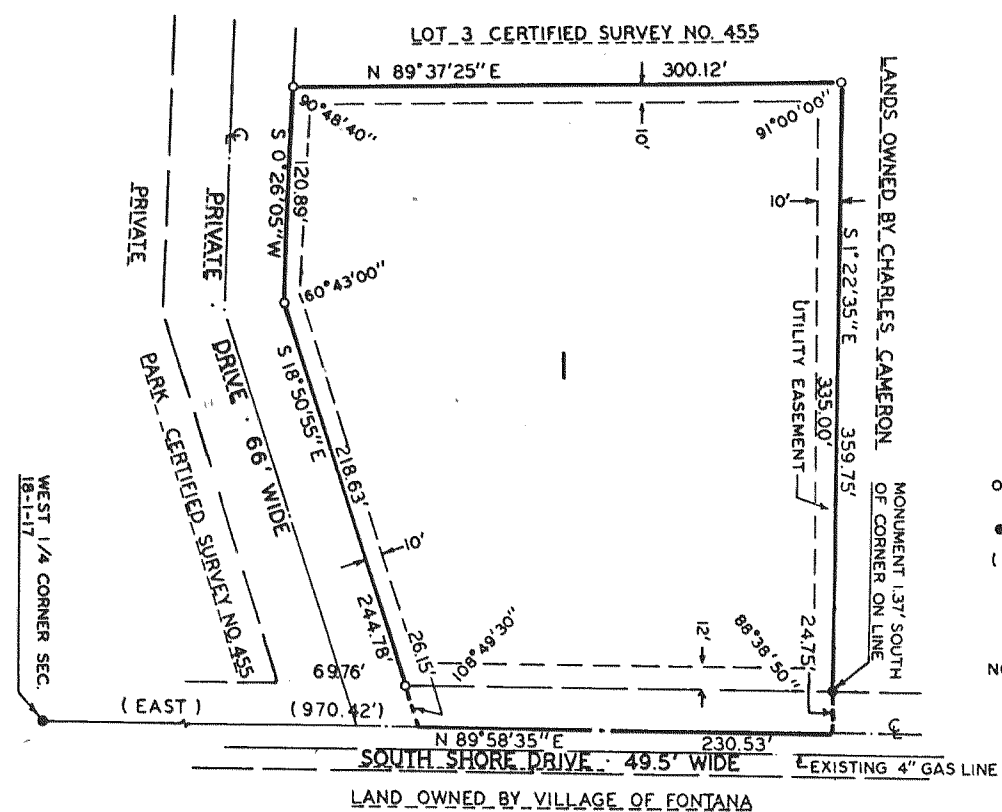 LOT 3 CERTIFIED SURVEY NO. 455
N 89°37'25" E
300.12'
90°48'40"
91°00'00"
10'
LANDS OWNED BY CHARLES CAMERON
℄
S 0°26'05"W
120.89'
10'
S 1°22'35"E
359.75'
335.00'
UTILITY EASEMENT
PRIVATE
PRIVATE
DRIVE · 66' WIDE
PARK CERTIFIED SURVEY NO. 455
160°43'00"
S 18°50'55"E
218.63'
244.78'
10'
I
MONUMENT 1.37' SOUTH
OF CORNER ON LINE
WEST 1/4 CORNER SEC.
18-1-17
26.15'
108°49'30"
12'
88°38'50"
24.75'
69.76'
( EAST )
(970.42')
℄
N 89°58'35"E
230.53'
SOUTH SHORE DRIVE · 49.5' WIDE
EXISTING 4" GAS LINE
LAND OWNED BY VILLAGE OF FONTANA